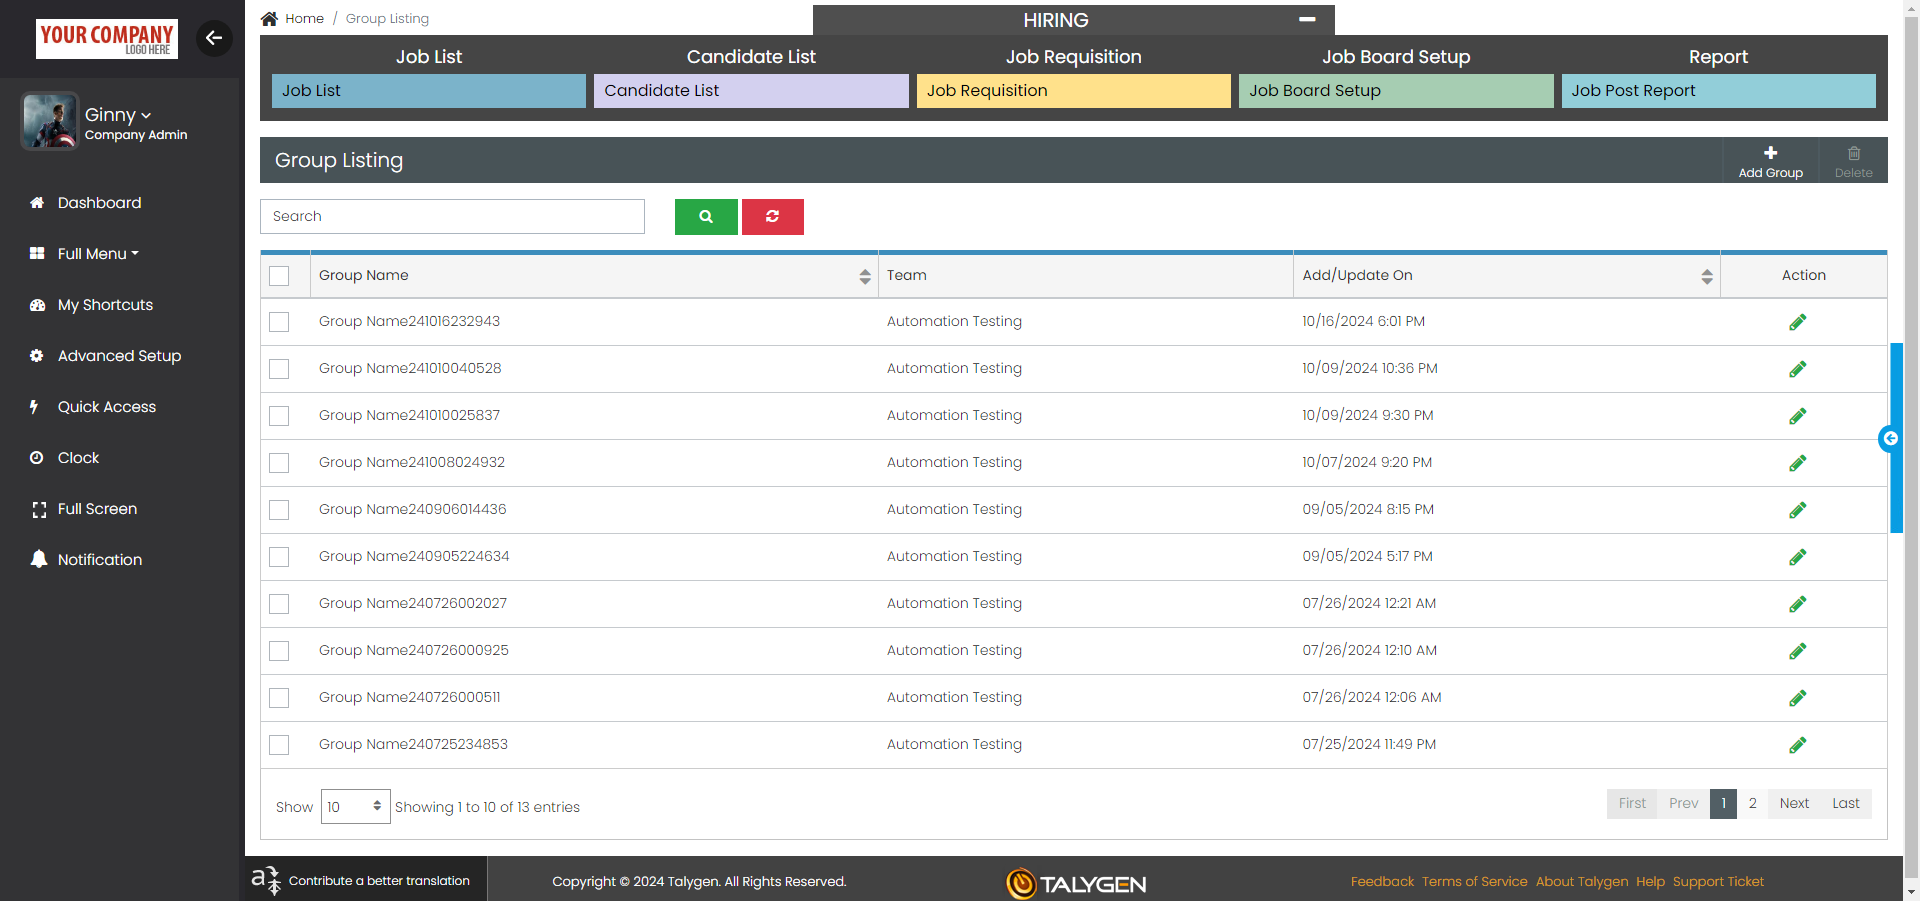 YOUR COMPANY
LOGO HERE
Ginny
Company Admin
Dashboard
Full Menu
My Shortcuts
Advanced Setup
Quick Access
Clock
Full Screen
Notification
Home / Group Listing
HIRING
Job List Candidate List Job Requisition Job Board Setup Report
Job List Candidate List Job Requisition Job Board Setup Job Post Report
Group Listing Add Group Delete
Search
Group Name Team Add/Update On Action
Group Name241016232943 Automation Testing 10/16/2024 6:01 PM
Group Name241010040528 Automation Testing 10/09/2024 10:36 PM
Group Name241010025837 Automation Testing 10/09/2024 9:30 PM
Group Name241008024932 Automation Testing 10/07/2024 9:20 PM
Group Name240906014436 Automation Testing 09/05/2024 8:15 PM
Group Name240905224634 Automation Testing 09/05/2024 5:17 PM
Group Name240726002027 Automation Testing 07/26/2024 12:21 AM
Group Name240726000925 Automation Testing 07/26/2024 12:10 AM
Group Name240726000511 Automation Testing 07/26/2024 12:06 AM
Group Name240725234853 Automation Testing 07/25/2024 11:49 PM
Show 10 Showing 1 to 10 of 13 entries First Prev 1 2 Next Last
Contribute a better translation Copyright © 2024 Talygen. All Rights Reserved. TALYGEN Feedback Terms of Service About Talygen Help Support Ticket